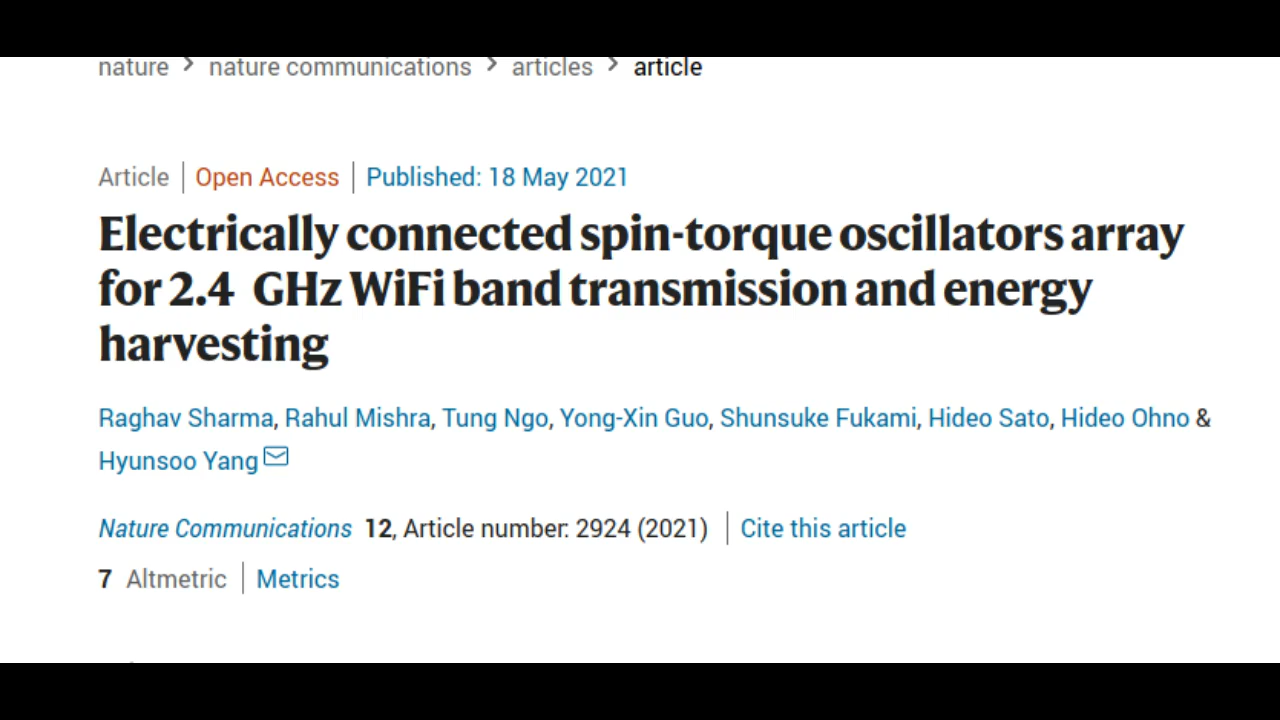 nature > nature communications > articles > article
Article | Open Access | Published: 18 May 2021
Electrically connected spin-torque oscillators array
for 2.4 GHz WiFi band transmission and energy
harvesting
Raghav Sharma, Rahul Mishra, Tung Ngo, Yong-Xin Guo, Shunsuke Fukami, Hideo Sato, Hideo Ohno &
Hyunsoo Yang
Nature Communications 12, Article number: 2924 (2021) | Cite this article
7 Altmetric | Metrics